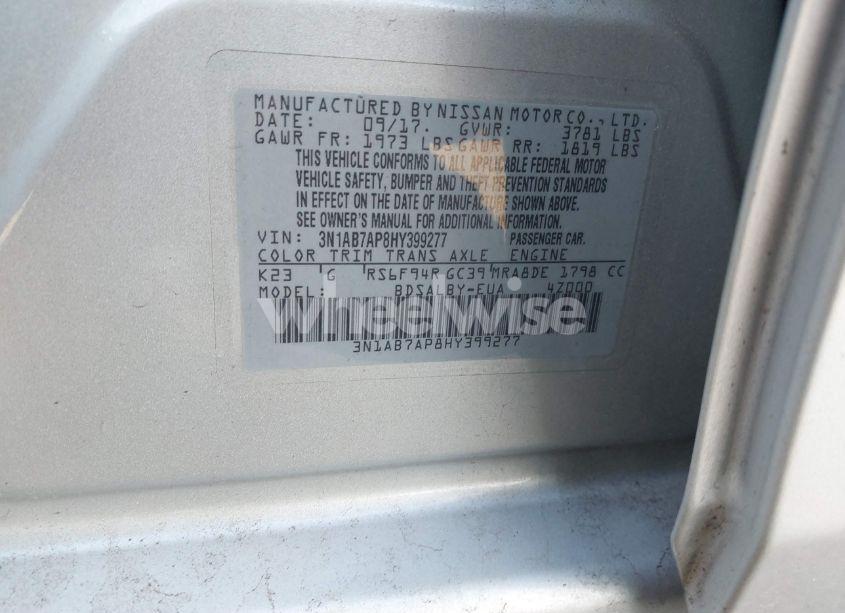 MANUFACTURED BY NISSAN MOTOR CO., LTD.
DATE: 09/17. GVWR: 3781 LBS
GAWR FR: 1973 LBS GAWR RR: 1819 LBS
THIS VEHICLE CONFORMS TO ALL APPLICABLE FEDERAL MOTOR
VEHICLE SAFETY, BUMPER AND THEFT PREVENTION STANDARDS
IN EFFECT ON THE DATE OF MANUFACTURE SHOWN ABOVE.
SEE OWNER'S MANUAL FOR ADDITIONAL INFORMATION.
VIN: 3N1AB7AP8HY399277 PASSENGER CAR.
COLOR TRIM TRANS AXLE ENGINE
K23 G RS6F94R GC39 MRA8DE 1798 CC
MODEL: BDSALBY-EUA 4Z000
wheelwise
3N1AB7AP8HY399277